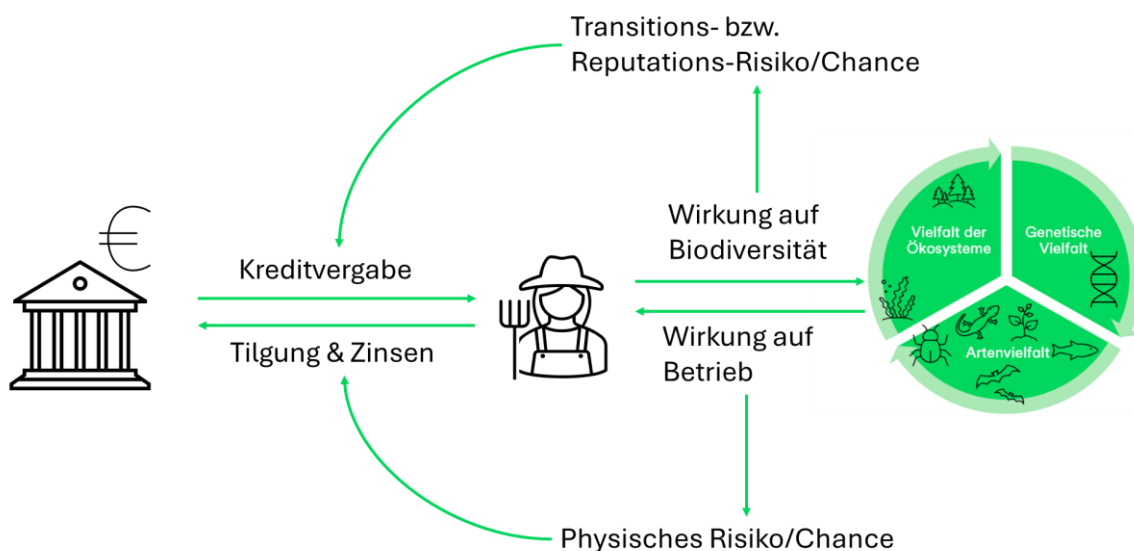 Transitions- bzw.
Reputations-Risiko/Chance
€
Kreditvergabe
Tilgung & Zinsen
Wirkung auf
Biodiversität
Wirkung auf
Betrieb
Vielfalt der
Ökosysteme
Genetische
Vielfalt
Artenvielfalt
Physisches Risiko/Chance